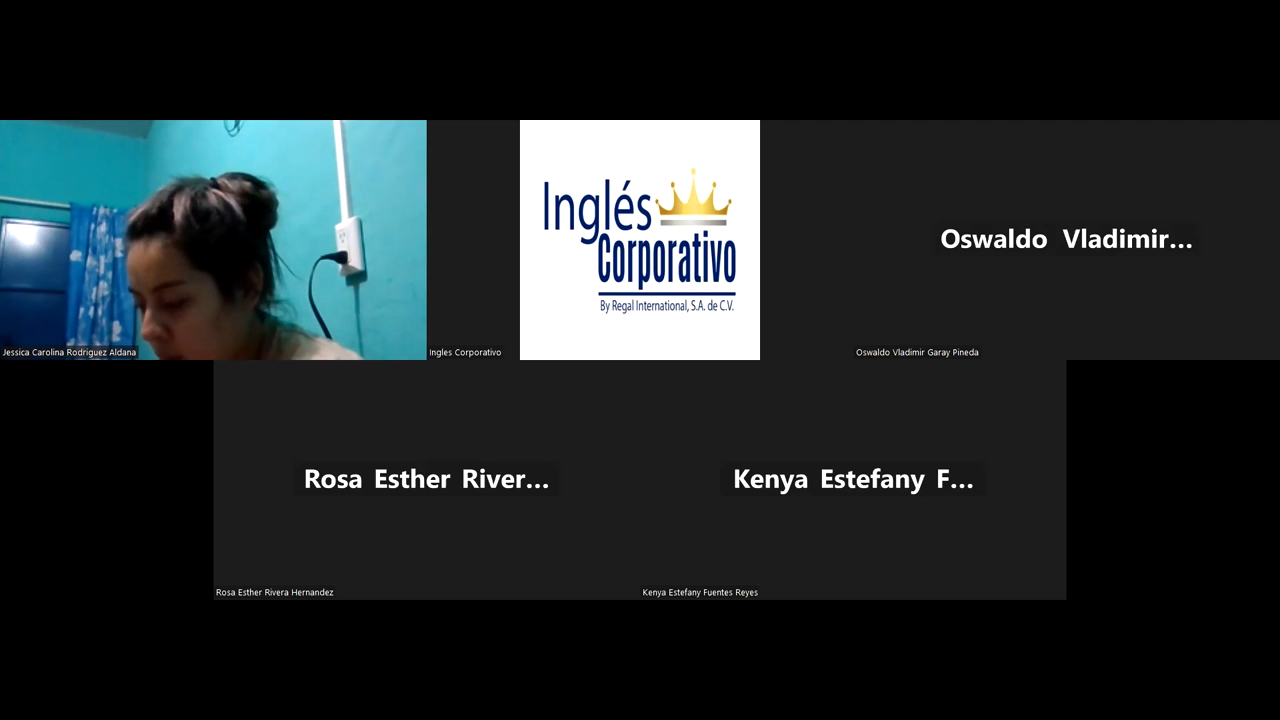 Inglés
Corporativo
By Regal International, S.A. de C.V.
Oswaldo Vladimir...
Jessica Carolina Rodriguez Aldana
Ingles Corporativo
Oswaldo Vladimir Garay Pineda
Rosa Esther River...
Kenya Estefany F...
Rosa Esther Rivera Hernandez
Kenya Estefany Fuentes Reyes